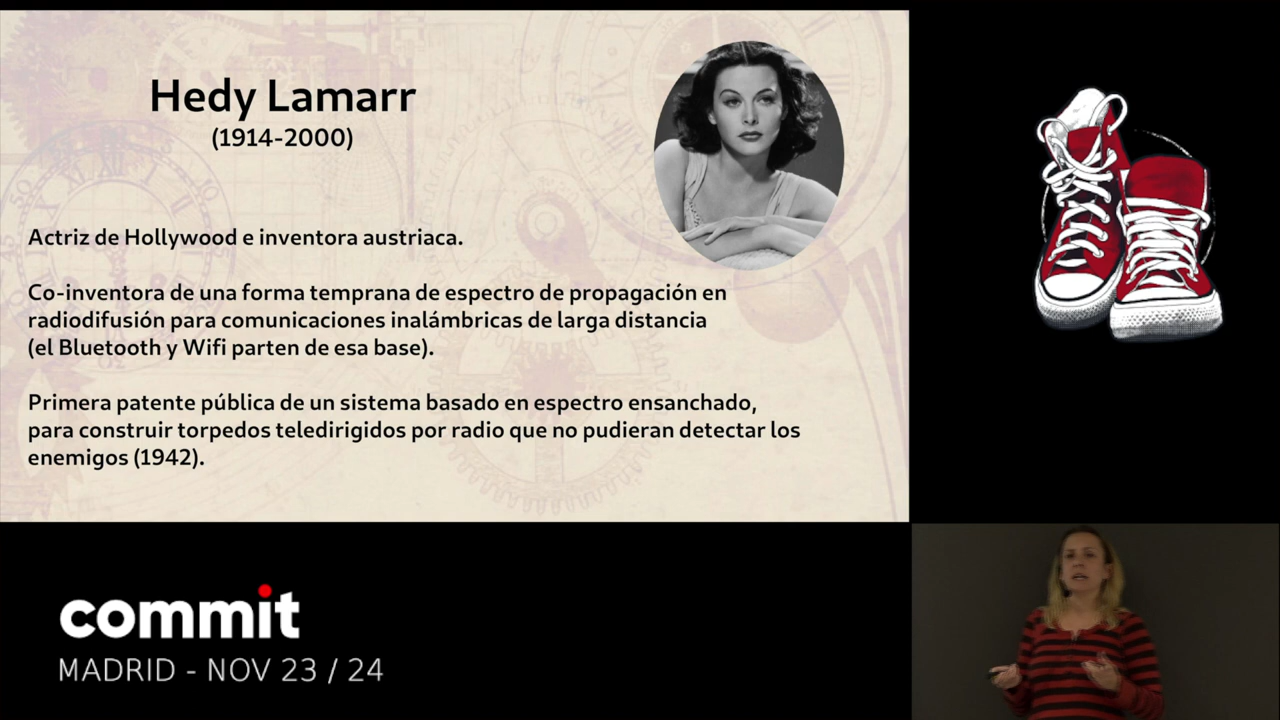 Hedy Lamarr
(1914-2000)
Actriz de Hollywood e inventora austriaca.
Co-inventora de una forma temprana de espectro de propagación en
radiodifusión para comunicaciones inalámbricas de larga distancia
(el Bluetooth y Wifi parten de esa base).
Primera patente pública de un sistema basado en espectro ensanchado,
para construir torpedos teledirigidos por radio que no pudieran detectar los
enemigos (1942).
commit
MADRID - NOV 23 / 24